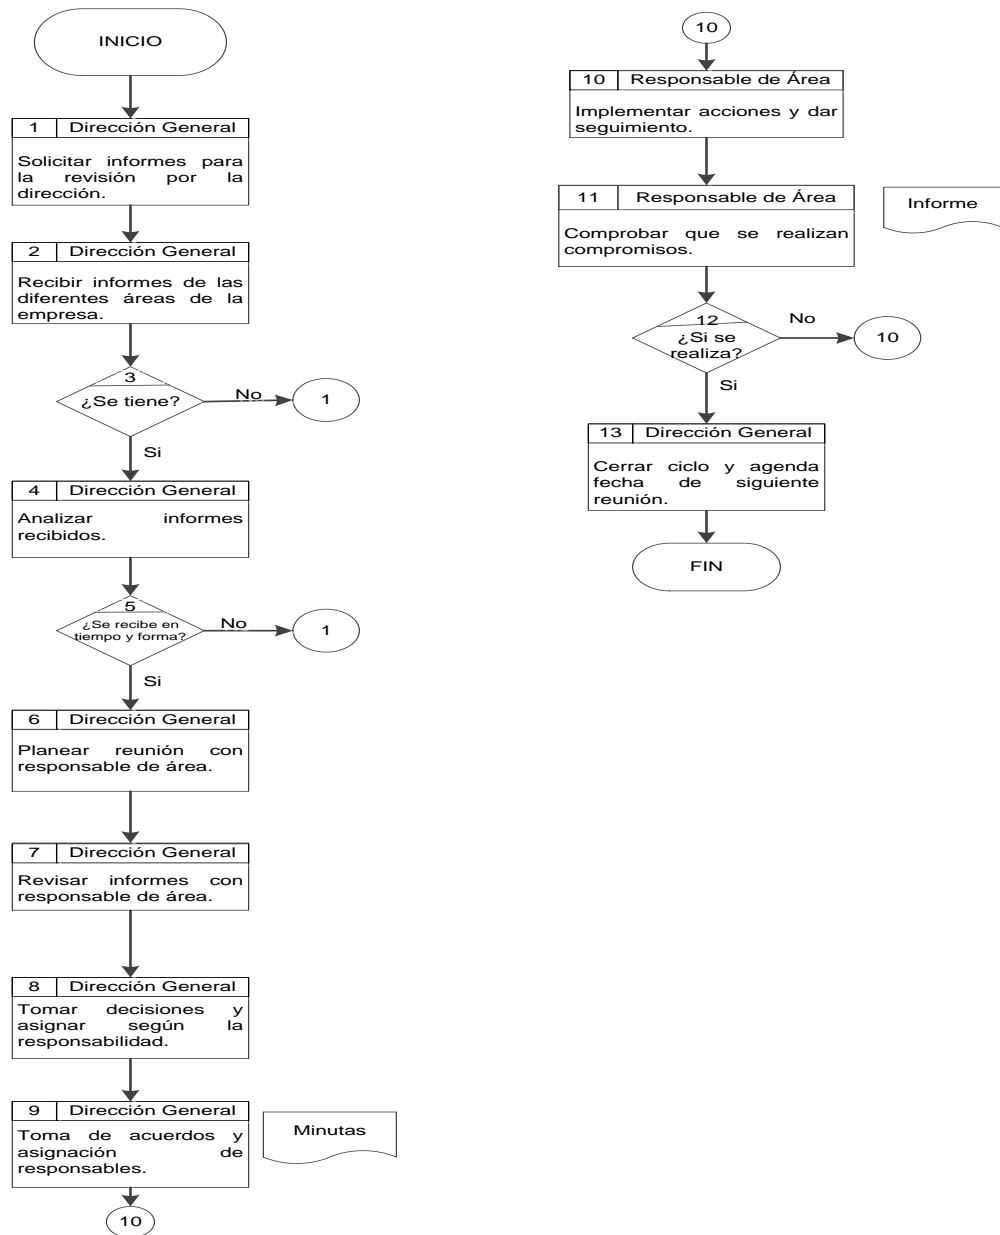 INICIO
1 Dirección General
Solicitar informes para
la revisión por la
dirección.
2 Dirección General
Recibir informes de las
diferentes áreas de la
empresa.
3
¿Se tiene?
No
1
Si
4 Dirección General
Analizar informes
recibidos.
5
¿Se recibe en
tiempo y forma?
No
1
Si
6 Dirección General
Planear reunión con
responsable de área.
7 Dirección General
Revisar informes con
responsable de área.
8 Dirección General
Tomar decisiones y
asignar según la
responsabilidad.
9 Dirección General
Toma de acuerdos y
asignación de
responsables.
Minutas
10
10
10 Responsable de Área
Implementar acciones y dar
seguimiento.
11 Responsable de Área
Comprobar que se realizan
compromisos.
Informe
12
¿Si se
realiza?
No
10
Si
13 Dirección General
Cerrar ciclo y agenda
fecha de siguiente
reunión.
FIN